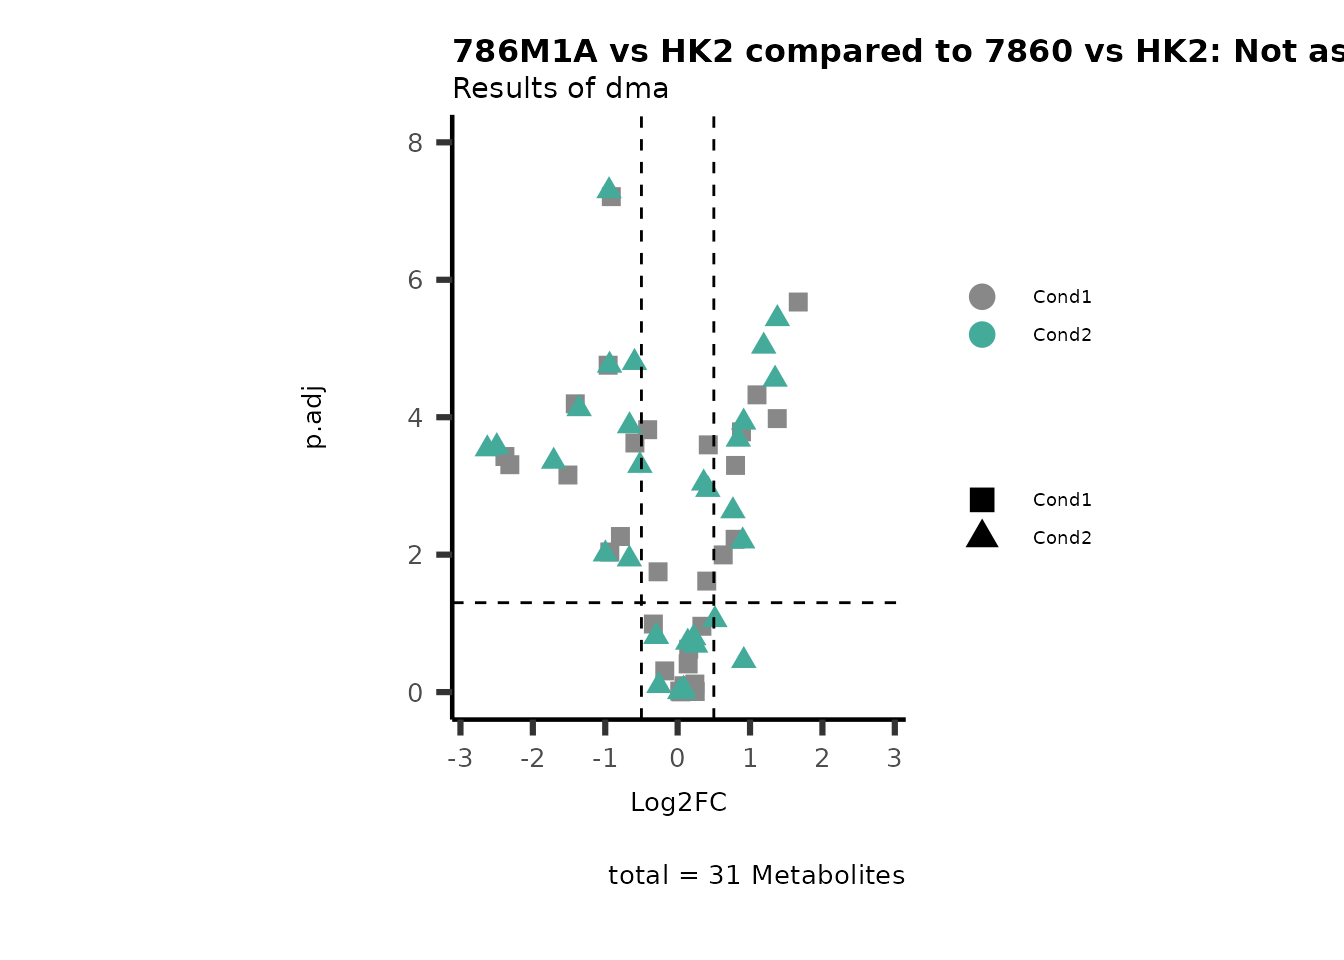 786M1A vs HK2 compared to 7860 vs HK2: Not as
Results of dma
8
6
4
2
0
p.adj
-3 -2 -1 0 1 2 3
Log2FC
Cond1
Cond2
Cond1
Cond2
total = 31 Metabolites